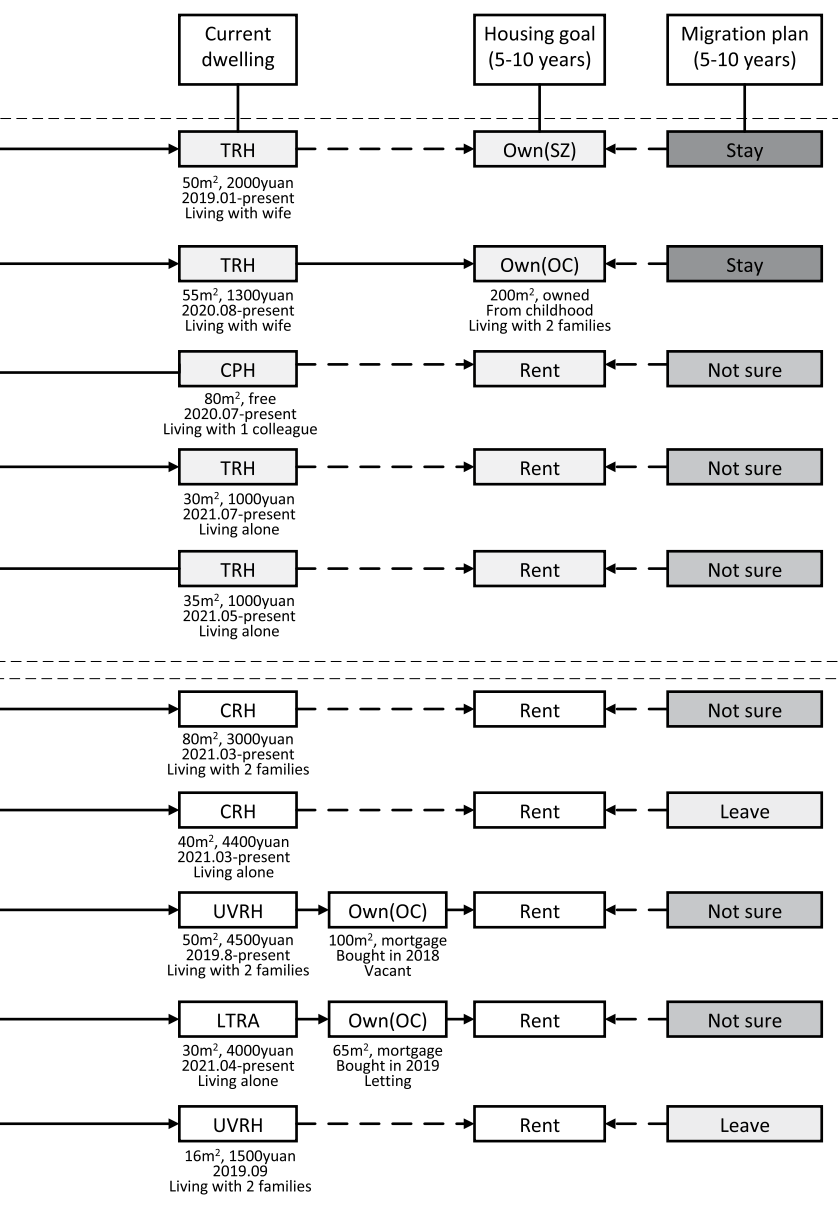 Current
dwelling
Housing goal
(5-10 years)
Migration plan
(5-10 years)
TRH
Own(SZ)
Stay
50m², 2000yuan
2019.01-present
Living with wife
TRH
Own(OC)
Stay
55m², 1300yuan
2020.08-present
Living with wife
200m², owned
From childhood
Living with 2 families
CPH
Rent
Not sure
80m², free
2020.07-present
Living with 1 colleague
TRH
Rent
Not sure
30m², 1000yuan
2021.07-present
Living alone
TRH
Rent
Not sure
35m², 1000yuan
2021.05-present
Living alone
CRH
Rent
Not sure
80m², 3000yuan
2021.03-present
Living with 2 families
CRH
Rent
Leave
40m², 4400yuan
2021.03-present
Living alone
UVRH
Own(OC)
Rent
Not sure
50m², 4500yuan
2019.8-present
Living with 2 families
100m², mortgage
Bought in 2018
Vacant
LTRA
Own(OC)
Rent
Not sure
30m², 4000yuan
2021.04-present
Living alone
65m², mortgage
Bought in 2019
Letting
UVRH
Rent
Leave
16m², 1500yuan
2019.09
Living with 2 families